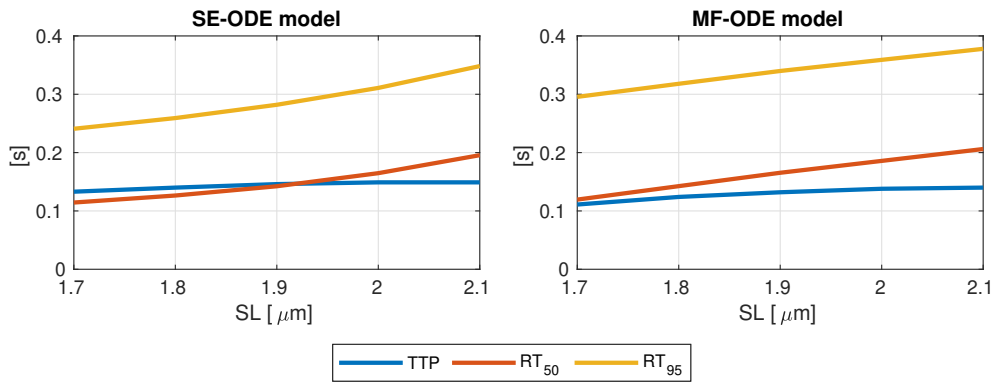 SE-ODE model
0.4
0.3
0.2
0.1
0
[s]
1.7
1.8
1.9
2
2.1
SL [ μm]
MF-ODE model
0.4
0.3
0.2
0.1
0
[s]
1.7
1.8
1.9
2
2.1
SL [ μm]
TTP
RT50
RT95